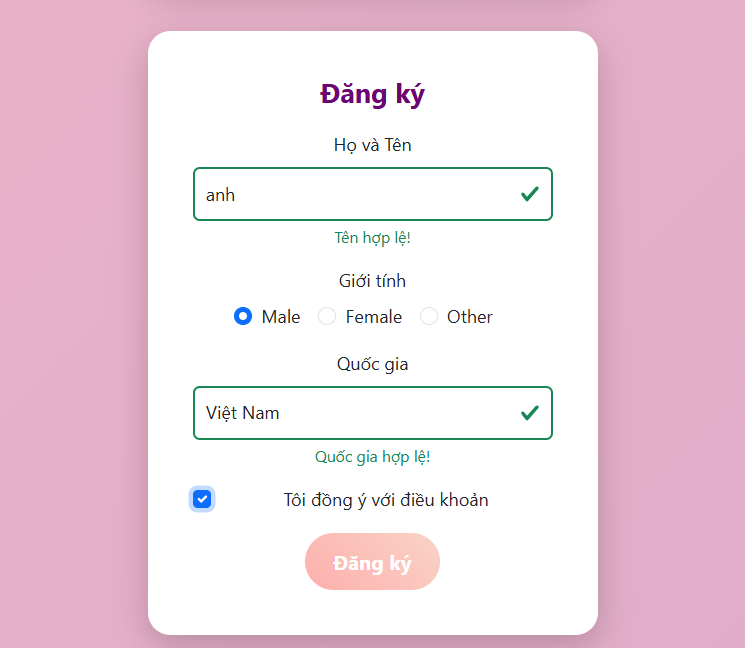 Đăng ký
Họ và Tên
anh
Tên hợp lệ!
Giới tính
Male Female Other
Quốc gia
Việt Nam
Quốc gia hợp lệ!
Tôi đồng ý với điều khoản
Đăng ký